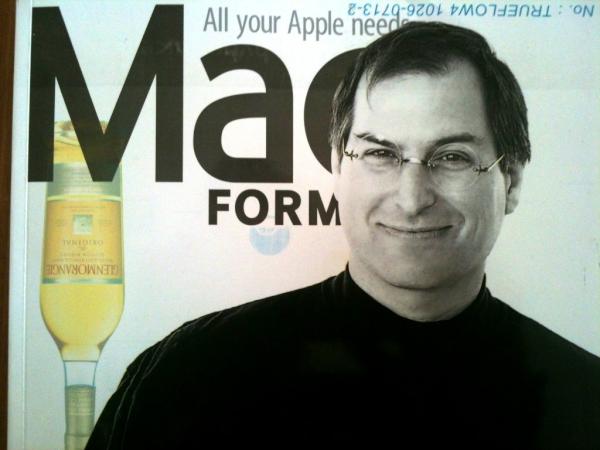 All your Apple needs
No.: TRUEFLOW4 1026-0713-2
Mac
FORM
GLENMORANGIE
ORIGINAL